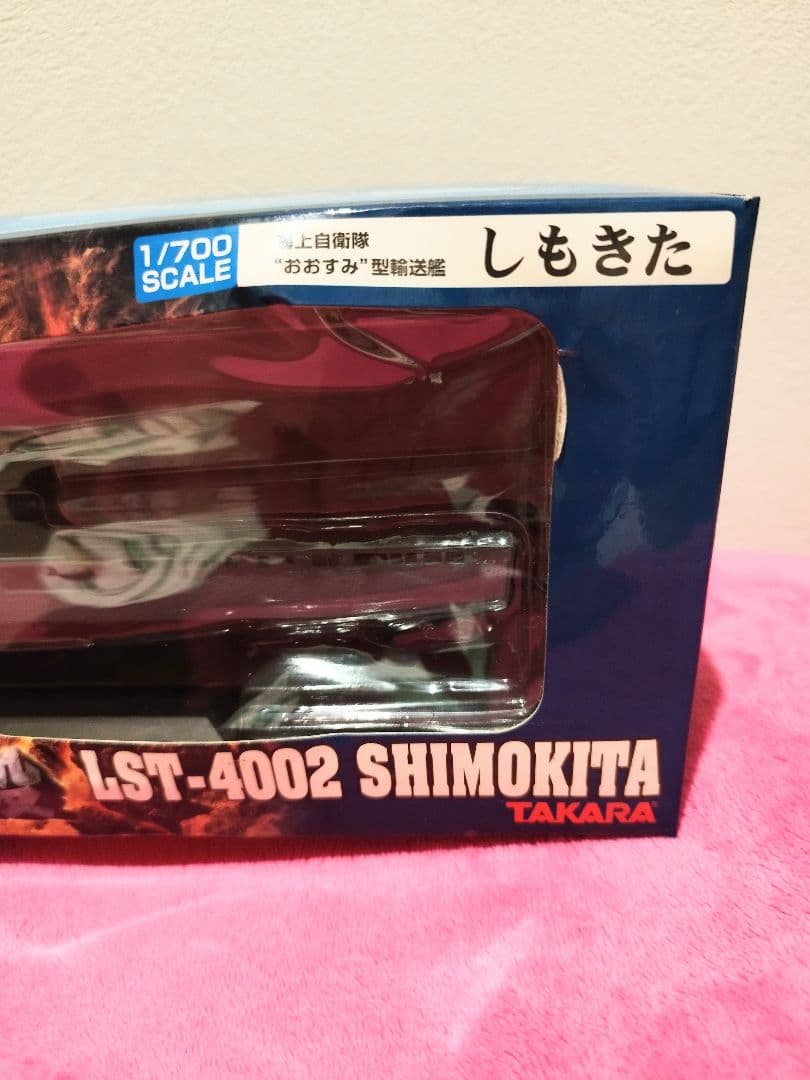 1/700
SCALE
海上自衛隊
"おおすみ"型輸送艦
しもきた
LST-4002 SHIMOKITA
TAKARA